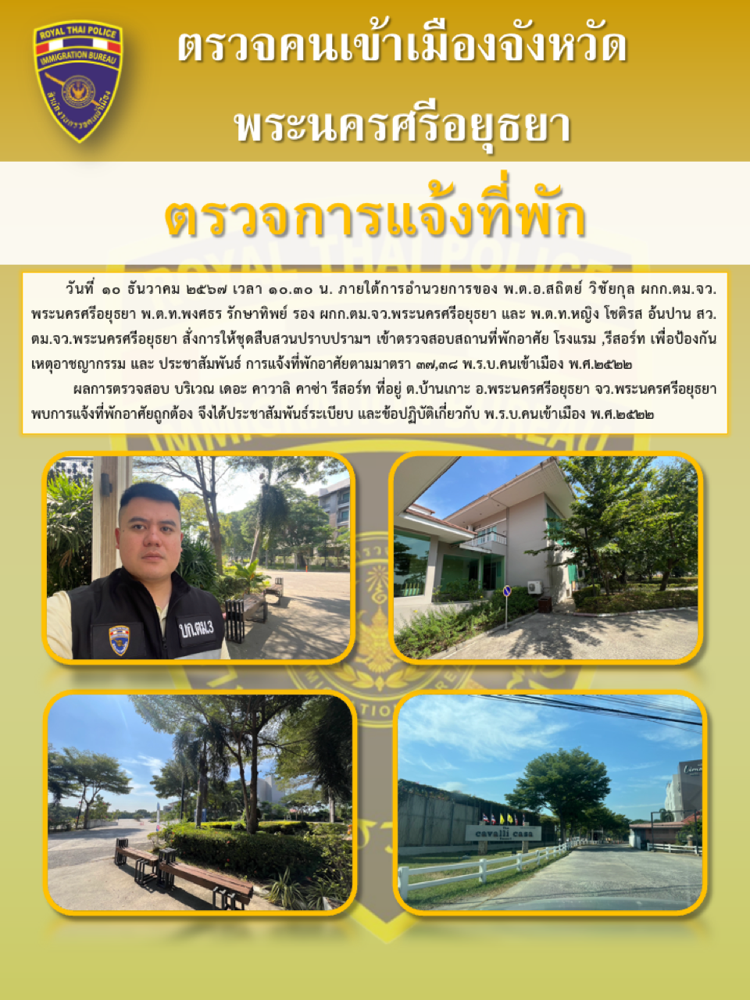 ROYAL THAI POLICE
IMMIGRATION BUREAU
สำนักงานตรวจคนเข้าเมือง
ตรวจคนเข้าเมืองจังหวัด
พระนครศรีอยุธยา
ตรวจการแจ้งที่พัก
วันที่ ๑๐ ธันวาคม ๒๕๖๗ เวลา ๑๐.๓๐ น. ภายใต้การอำนวยการของ พ.ต.อ.สถิตย์ วิชัยกุล ผกก.ตม.จว.
พระนครศรีอยุธยา พ.ต.ท.พงศธร รักษาทิพย์ รอง ผกก.ตม.จว.พระนครศรีอยุธยา และ พ.ต.ท.หญิง โชติรส อ้นปาน สว.
ตม.จว.พระนครศรีอยุธยา สั่งการให้ชุดสืบสวนปราบปรามฯ เข้าตรวจสอบสถานที่พักอาศัย โรงแรม ,รีสอร์ท เพื่อป้องกัน
เหตุอาชญากรรม และ ประชาสัมพันธ์ การแจ้งที่พักอาศัยตามมาตรา ๓๗,๓๘ พ.ร.บ.คนเข้าเมือง พ.ศ.๒๕๒๒
ผลการตรวจสอบ บริเวณ เดอะ คาวาลิ คาซ่า รีสอร์ท ที่อยู่ ต.บ้านเกาะ อ.พระนครศรีอยุธยา จว.พระนครศรีอยุธยา
พบการแจ้งที่พักอาศัยถูกต้อง จึงได้ประชาสัมพันธ์ระเบียบ และข้อปฏิบัติเกี่ยวกับ พ.ร.บ.คนเข้าเมือง พ.ศ.๒๕๒๒
บก.ตม.3
cavalli casa